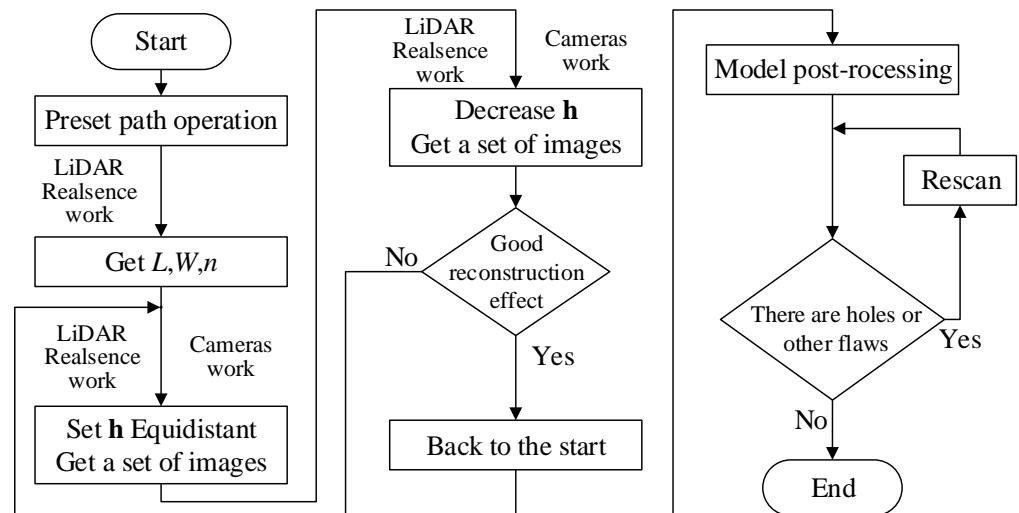 Start
Preset path operation
LiDAR
Realsence
work
Get L,W,n
LiDAR
Realsence
work
Cameras
work
Set h Equidistant
Get a set of images
LiDAR
Realsence
work
Cameras
work
Decrease h
Get a set of images
Good
reconstruction
effect
No
Yes
Back to the start
Model post-rocessing
Rescan
There are holes or
other flaws
Yes
No
End